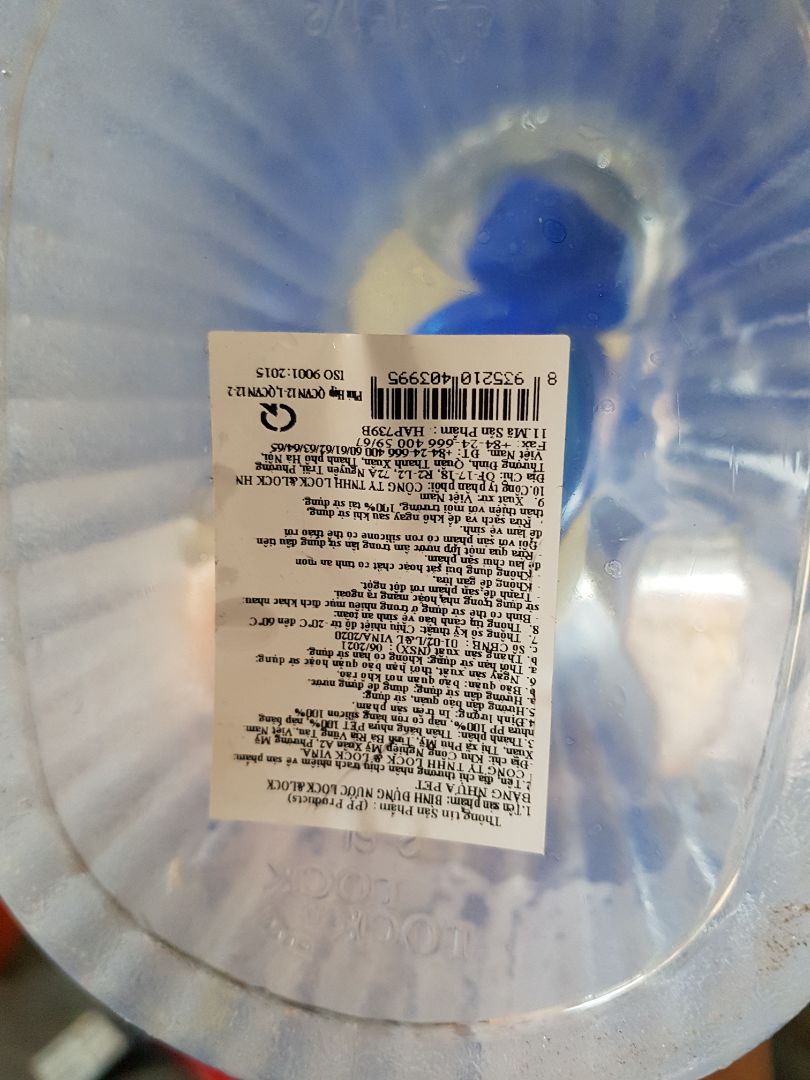 Thông tin Sản Phẩm : (PP Products)
1.Tên sản phẩm: BÌNH ĐỰNG NƯỚC LOCK&LOCK
BẰNG NHỰA PET
2.Tên, địa chỉ thương nhân chịu trách nhiệm về sản phẩm:
CÔNG TY TNHH LOCK & LOCK VINA
Địa chỉ: Khu Công Nghiệp Mỹ Xuân A2, Phường Mỹ
Xuân, Thị xã Phú Mỹ, Tỉnh Bà Rịa Vũng Tàu, Việt Nam
3.Thành phần: Thân bằng nhựa PET 100%, nắp bằng
nhựa PP 100%, nắp có ron bằng silicon 100%
4.Định lượng: In trên sản phẩm.
5.Hướng dẫn bảo quản, sử dụng:
a. Hướng dẫn sử dụng: dùng để đựng nước.
b. Bảo quản: bảo quản nơi khô ráo.
6. Ngày sản xuất, thời hạn bảo quản hoặc sử dụng:
a. Thời hạn sử dụng: không có hạn sử dụng.
b. Tháng sản xuất (NSX) : 06/2021
c. Số CBNB : 01-02/L&L VINA/2020
7. Thông số kỹ thuật: Chịu nhiệt độ từ -20°C đến 60°C
8. Thông tin cảnh báo vệ sinh an toàn:
- Bình có thể sử dụng ở trong nhiều mục đích khác nhau:
sử dụng trong nhà hoặc mang ra ngoài.
- Tránh để sản phẩm rơi đột ngột.
- Không để gần lửa.
- Không dùng bùi sắt hoặc chất có tính ăn mòn
để lau chùi sản phẩm.
- Rửa qua một lớp nước ấm trong lần sử dụng đầu tiên
- Đối với sản phẩm có ron silicone có thể tháo rời
để làm vệ sinh.
- Rửa sạch và để khô ngay sau khi sử dụng,
thân thiện với môi trường, 100% tái sử dụng.
9. Xuất xứ: Việt Nam
10.Công ty phân phối: CÔNG TY TNHH LOCK&LOCK HN
Địa Chỉ: OF-17-18, R2-L2, 72A Nguyễn Trãi, Phường
Thượng Đình, Quận Thanh Xuân, Thành phố Hà Nội,
Việt Nam. ĐT: +84-24-666 400 60/61/62/63/64/65
Fax: +84-24-666 400 59/67
11.Mã Sản Phẩm : HAP739B
8 935210 403995
Phù Hợp QCVN 12-1,QCVN 12-2
ISO 9001:2015
LOCK
LOCK